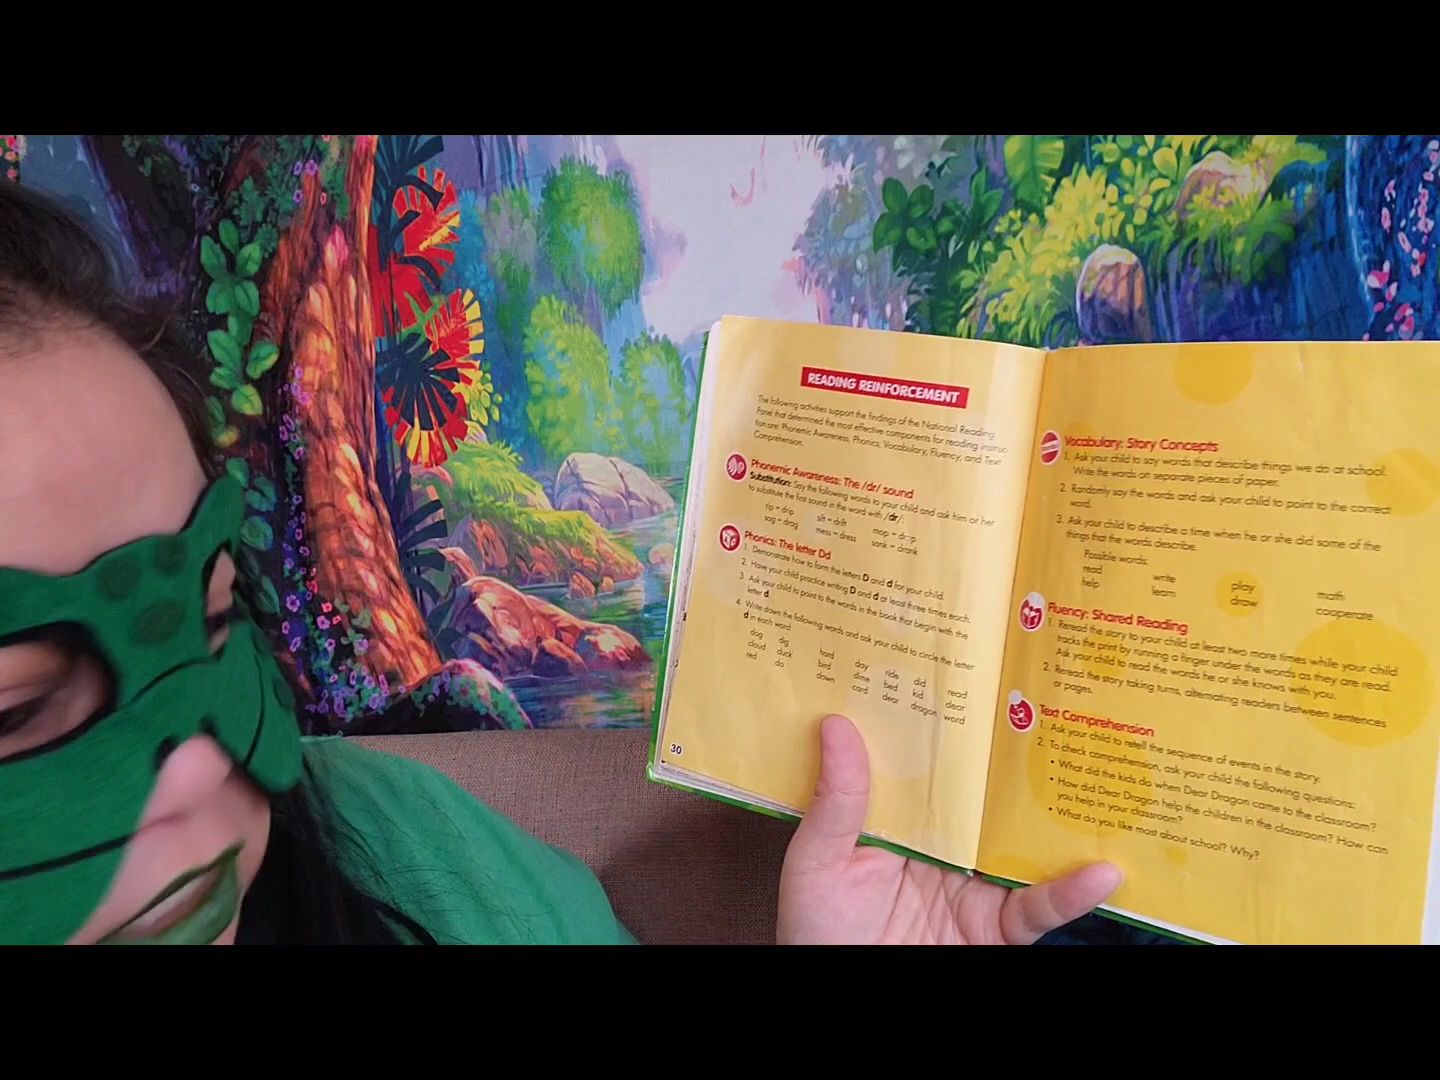 READING REINFORCEMENT
The following activities support the findings of the National Reading
Panel that determined the most effective components for reading instruc-
tion are: Phonemic Awareness, Phonics, Vocabulary, Fluency, and Text
Comprehension.
Phonemic Awareness: The /dr/ sound
Substitution: Say the following words to your child and ask him or her
to substitute the first sound in the word with /dr/:
rip = drip sift = drift mop = drop
sag = drag mess = dress sank = drank
Phonics: The letter Dd
1. Demonstrate how to form the letters D and d for your child.
2. Have your child practice writing D and d at least three times each.
3. Ask your child to point to the words in the book that begin with the
letter d.
4. Write down the following words and ask your child to circle the letter
d in each word:
dog dig hard day ride did read
cloud duck bird dime bed kid dear
red do down card dear dragon word
30
Vocabulary: Story Concepts
1. Ask your child to say words that describe things we do at school.
Write the words on separate pieces of paper.
2. Randomly say the words and ask your child to point to the correct
word.
3. Ask your child to describe a time when he or she did some of the
things that the words describe.
Possible words:
read write play math
help learn draw cooperate
Fluency: Shared Reading
1. Reread the story to your child at least two more times while your child
tracks the print by running a finger under the words as they are read.
Ask your child to read the words he or she knows with you.
2. Reread the story taking turns, alternating readers between sentences
or pages.
Text Comprehension
1. Ask your child to retell the sequence of events in the story.
2. To check comprehension, ask your child the following questions:
• What did the kids do when Dear Dragon came to the classroom?
• How did Dear Dragon help the children in the classroom? How can
you help in your classroom?
• What do you like most about school? Why?